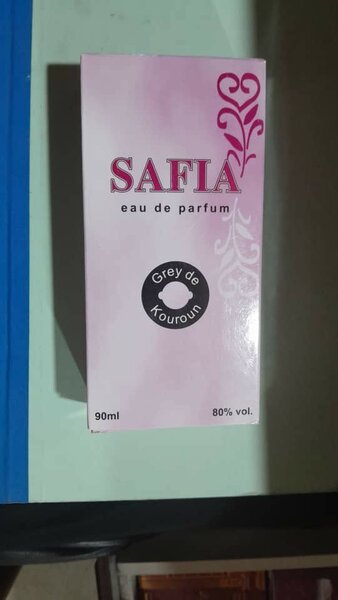 SAFIA
eau de parfum
Grey de
Kouroun
90ml
80% vol.